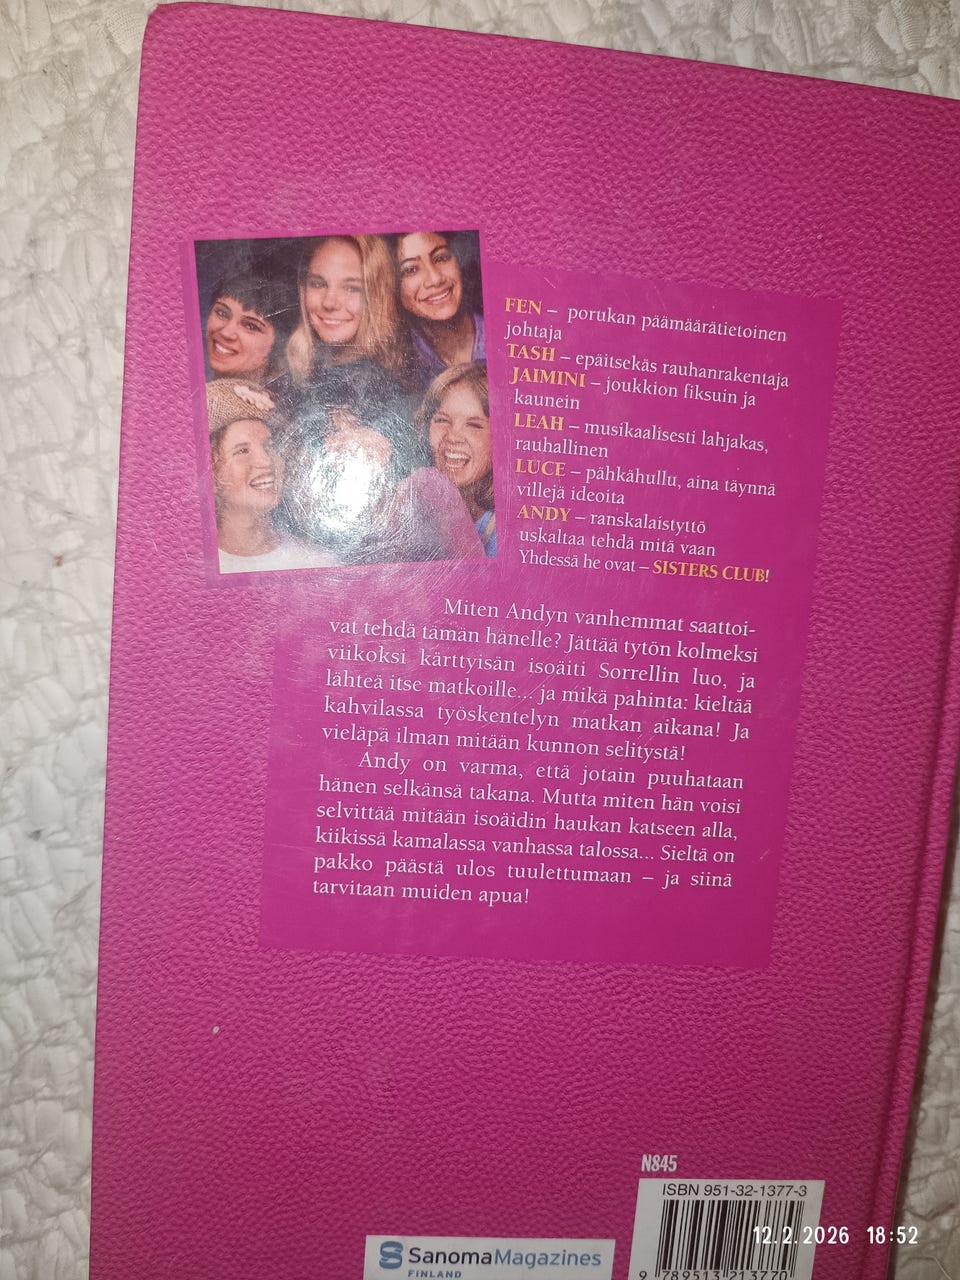 FEN – porukan päämäärätietoinen
johtaja
TASH – epäitsekäs rauhanrakentaja
JAIMINI – joukkion fiksuin ja
kaunein
LEAH – musikaalisesti lahjakas,
rauhallinen
LUCE – pähkähullu, aina täynnä
villejä ideoita
ANDY – ranskalaistyttö
uskaltaa tehdä mitä vaan
Yhdessä he ovat – SISTERS CLUB!
Miten Andyn vanhemmat saattoi-
vat tehdä tämän hänelle? Jättää tytön kolmeksi
viikoksi kärttyisän isoäiti Sorrellin luo, ja
lähteä itse matkoille... ja mikä pahinta: kieltää
kahvilassa työskentelyn matkan aikana! Ja
vieläpä ilman mitään kunnon selitystä!
Andy on varma, että jotain puuhataan
hänen selkänsä takana. Mutta miten hän voisi
selvittää mitään isoäidin haukan katseen alla,
kiikissä kamalassa vanhassa talossa... Sieltä on
pakko päästä ulos tuulettumaan – ja siinä
tarvitaan muiden apua!
N845
ISBN 951-32-1377-3
9 789513 213770
SanomaMagazines
FINLAND
12.2.2026 18:52